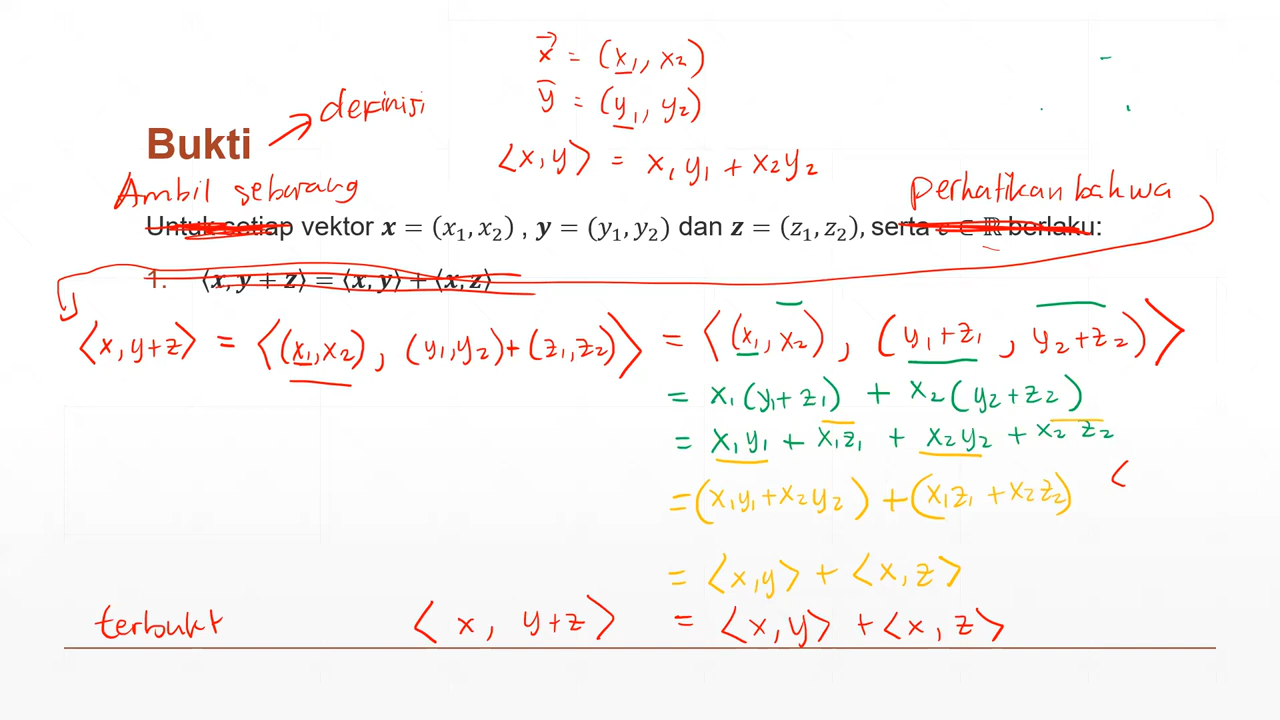 x⃗ = (x₁, x₂)
y⃗ = (y₁, y₂)
Bukti → definisi
⟨x, y⟩ = x₁y₁ + x₂y₂
Ambil sebarang
perhatikan bahwa
Untuk setiap vektor x = (x₁, x₂) , y = (y₁, y₂) dan z = (z₁, z₂), serta c ∈ ℝ berlaku:
1. ⟨x, y + z⟩ = ⟨x, y⟩ + ⟨x, z⟩
⟨x, y+z⟩ = ⟨(x₁, x₂), (y₁, y₂)+(z₁, z₂)⟩ = ⟨(x₁, x₂), (y₁+z₁, y₂+z₂)⟩
= x₁(y₁+z₁) + x₂(y₂+z₂)
= x₁y₁ + x₁z₁ + x₂y₂ + x₂z₂
= (x₁y₁+x₂y₂) + (x₁z₁ + x₂z₂) ⟨
= ⟨x,y⟩ + ⟨x,z⟩
terbukt ⟨x, y+z⟩ = ⟨x,y⟩ + ⟨x, z⟩